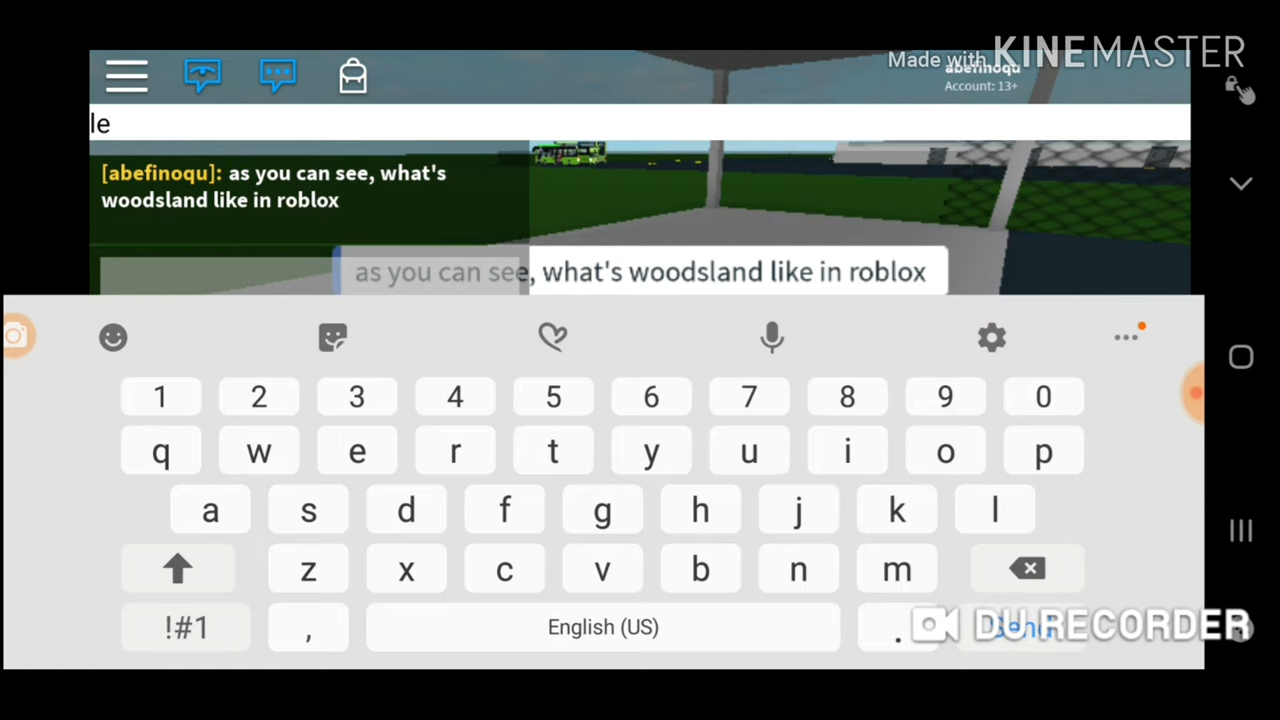 Made with KINEMASTER
abefinoqu
Account: 13+
le
[abefinoqu]: as you can see, what's
woodsland like in roblox
as you can see, what's woodsland like in roblox
1 2 3 4 5 6 7 8 9 0
q w e r t y u i o p
a s d f g h j k l
z x c v b n m
!#1 , English (US) . Send
DU RECORDER